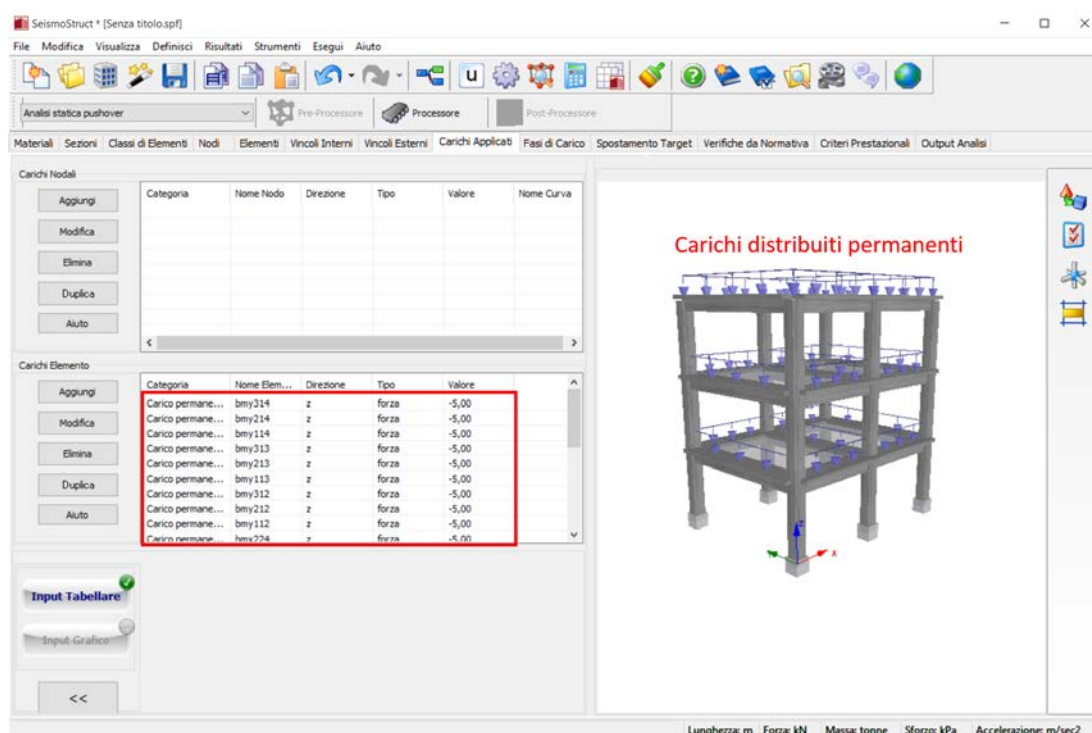 SeismoStruct * [Senza titolo.spf]
File Modifica Visualizza Definisci Risultati Strumenti Esegui Aiuto
u
Analisi statica pushover
Pre-Processore
Processore
Post-Processore
Materiali Sezioni Classi di Elementi Nodi Elementi Vincoli Interni Vincoli Esterni Carichi Applicati Fasi di Carico Spostamento Target Verifiche da Normativa Criteri Prestazionali Output Analisi
Carichi Nodali
Aggiungi
Modifica
Elimina
Duplica
Aiuto
Categoria Nome Nodo Direzione Tipo Valore Nome Curva
Carichi Elemento
Aggiungi
Modifica
Elimina
Duplica
Aiuto
Categoria Nome Elem... Direzione Tipo Valore
Carico permane... bmy314 z forza -5,00
Carico permane... bmy214 z forza -5,00
Carico permane... bmy114 z forza -5,00
Carico permane... bmy313 z forza -5,00
Carico permane... bmy213 z forza -5,00
Carico permane... bmy113 z forza -5,00
Carico permane... bmy312 z forza -5,00
Carico permane... bmy212 z forza -5,00
Carico permane... bmy112 z forza -5,00
Carico permane... bmx224 z forza -5,00
Carichi distribuiti permanenti
z
x
Input Tabellare
Input Grafico
<<
Lunghezza: m Forza: kN Massa: tonne Sforzo: kPa Accelerazione: m/sec2